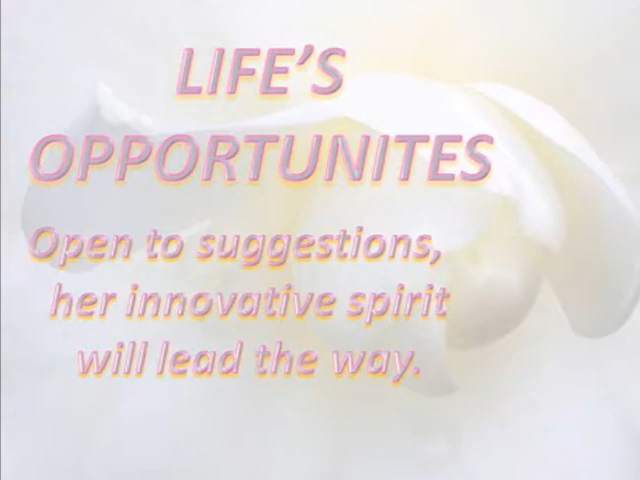 LIFE’S
OPPORTUNITES
Open to suggestions,
her innovative spirit
will lead the way.